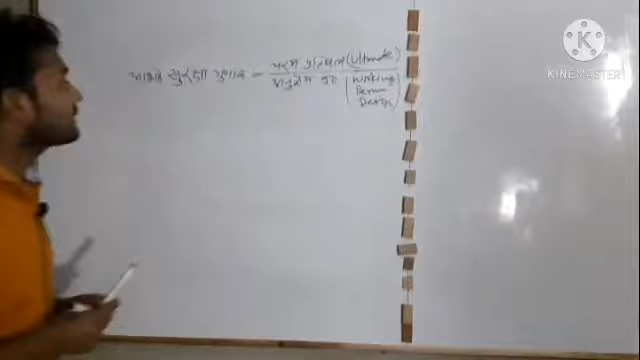 सुरक्षा गुणांक = चरम प्रतिबल (Ultimate)
(Working
Perm
Design)
KINEMASTER